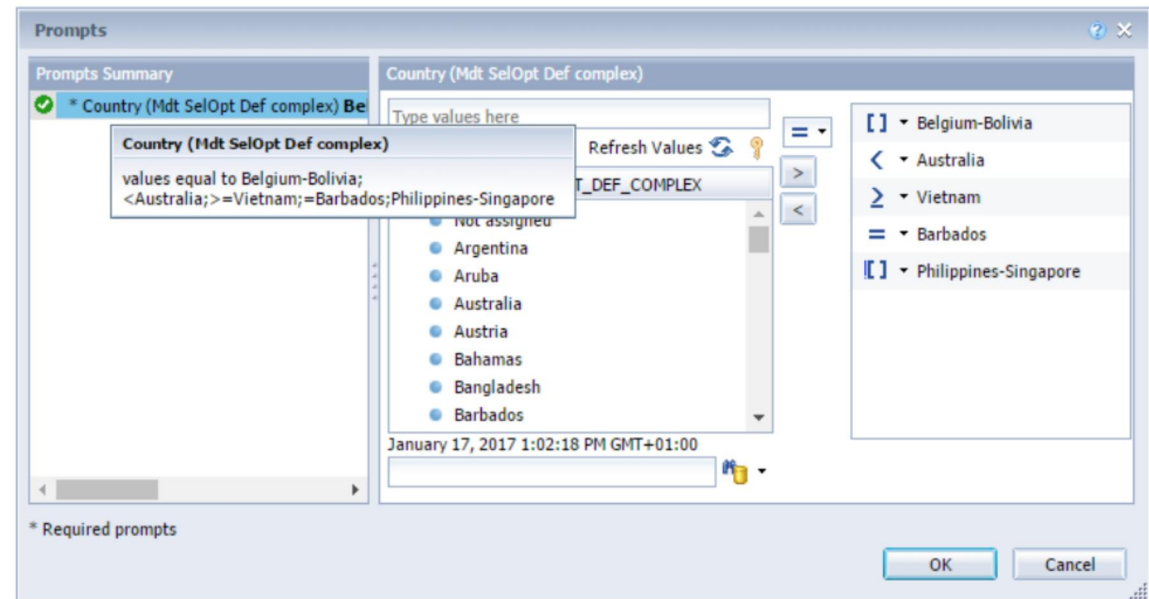 Prompts
Prompts Summary
* Country (Mdt SelOpt Def complex) Be
Country (Mdt SelOpt Def complex)
values equal to Belgium-Bolivia;
<Australia;>=Vietnam;=Barbados;Philippines-Singapore
Country (Mdt SelOpt Def complex)
Type values here
=
Refresh Values
T_DEF_COMPLEX
>
<
Not assigned
Argentina
Aruba
Australia
Austria
Bahamas
Bangladesh
Barbados
January 17, 2017 1:02:18 PM GMT+01:00
[ ] Belgium-Bolivia
< Australia
≥ Vietnam
= Barbados
[ ] Philippines-Singapore
* Required prompts
OK
Cancel